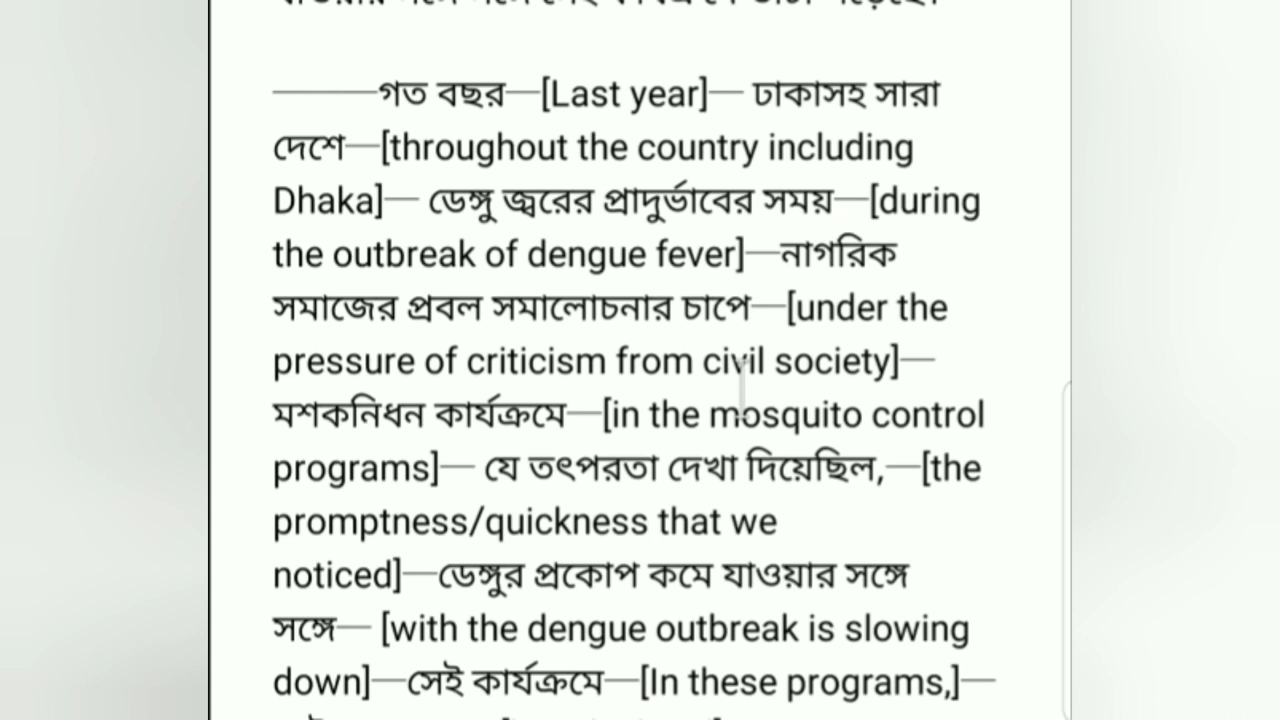 ————গত বছর—[Last year]— ঢাকাসহ সারা
দেশে—[throughout the country including
Dhaka]— ডেঙ্গু জ্বরের প্রাদুর্ভাবের সময়—[during
the outbreak of dengue fever]—নাগরিক
সমাজের প্রবল সমালোচনার চাপে—[under the
pressure of criticism from civil society]—
মশকনিধন কার্যক্রমে—[in the mosquito control
programs]— যে তৎপরতা দেখা দিয়েছিল,—[the
promptness/quickness that we
noticed]—ডেঙ্গুর প্রকোপ কমে যাওয়ার সঙ্গে
সঙ্গে— [with the dengue outbreak is slowing
down]—সেই কার্যক্রমে—[In these programs,]—